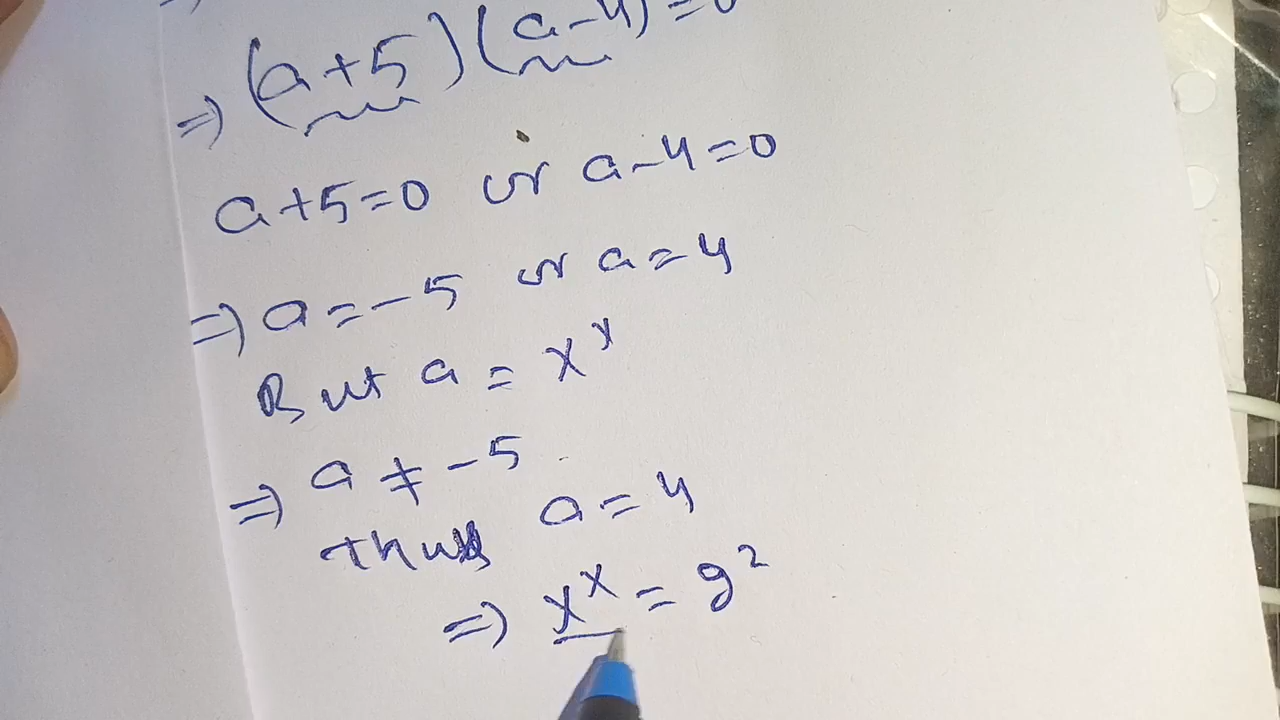 ⇒ (a+5)(a-4)=0
a+5=0 or a-4=0
⇒ a=-5 or a=4
But a = x^x
⇒ a ≠ -5.
thus a=4
⇒ x^x = 2^2